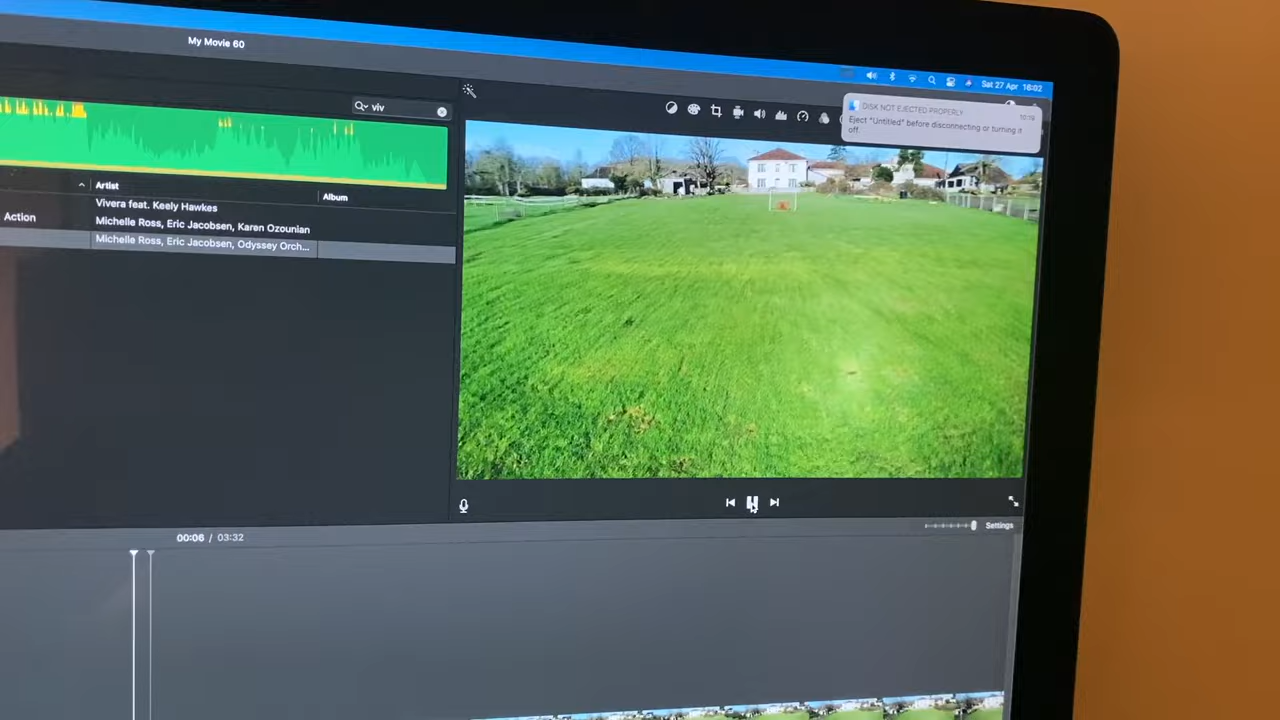 My Movie 60
Sat 27 Apr 16:02
viv
DISK NOT EJECTED PROPERLY
Eject "Untitled" before disconnecting or turning it
off.
Artist
Album
Vivera feat. Keely Hawkes
Action
Michelle Ross, Eric Jacobsen, Karen Ozounian
Michelle Ross, Eric Jacobsen, Odyssey Orch...
00:06 / 03:32
Settings